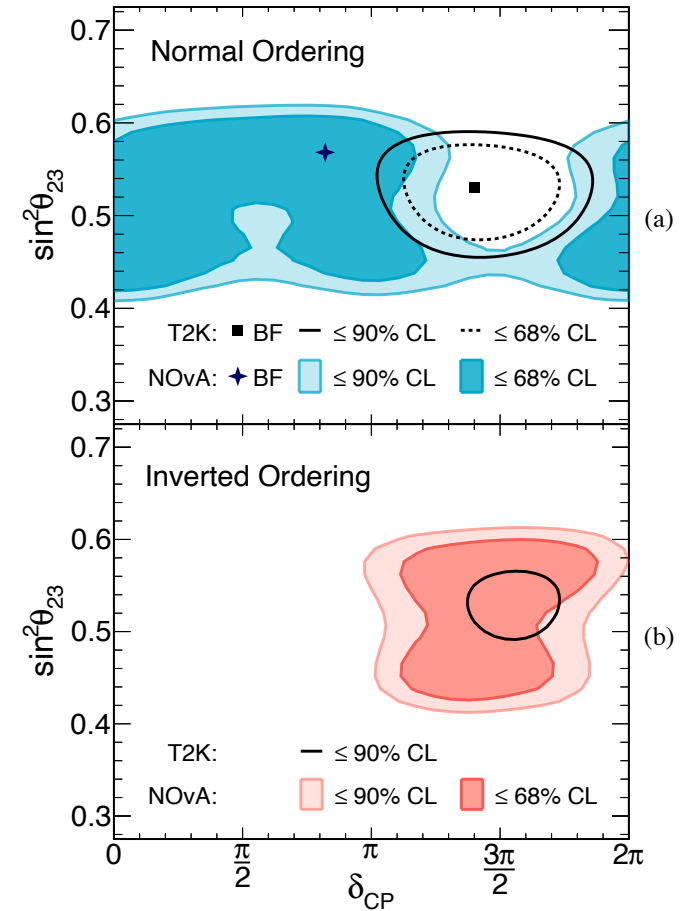 0.7
Normal Ordering
0.6
0.5
sin²θ₂₃
(a)
0.4
T2K: BF ≤ 90% CL ≤ 68% CL
NOνA: BF ≤ 90% CL ≤ 68% CL
0.3
0.7
Inverted Ordering
0.6
0.5
sin²θ₂₃
(b)
0.4
T2K: ≤ 90% CL
NOνA: ≤ 90% CL ≤ 68% CL
0.3
0 π/2 π 3π/2 2π
δCP